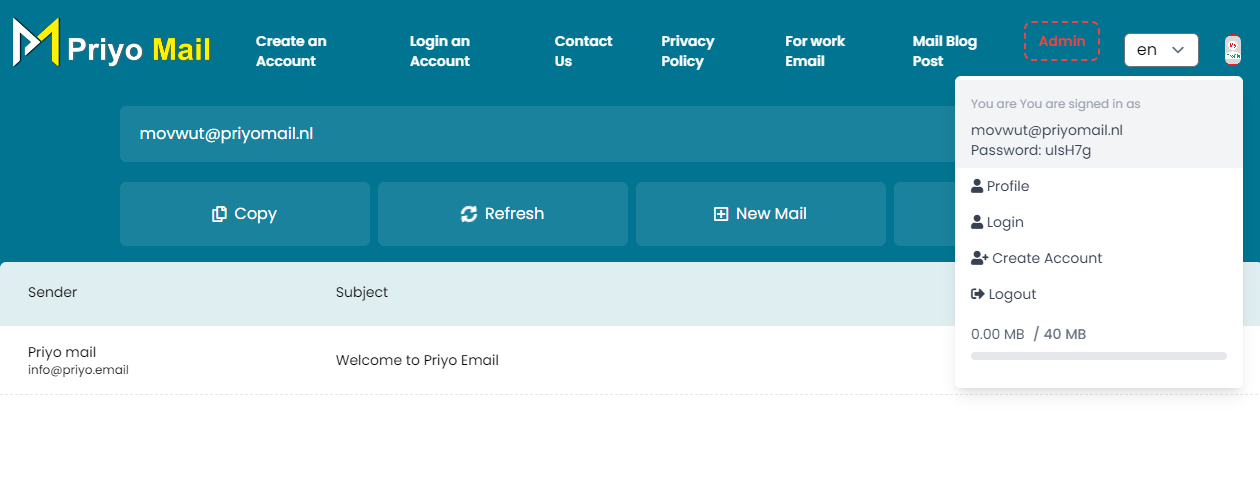 Priyo Mail
Create an
Account
Login an
Account
Contact
Us
Privacy
Policy
For work
Email
Mail Blog
Post
Admin
en
You are You are signed in as
movwut@priyomail.nl
Password: uIsH7g
Profile
Login
Create Account
Logout
0.00 MB / 40 MB
movwut@priyomail.nl
Copy
Refresh
New Mail
Sender
Subject
Priyo mail
info@priyo.email
Welcome to Priyo Email